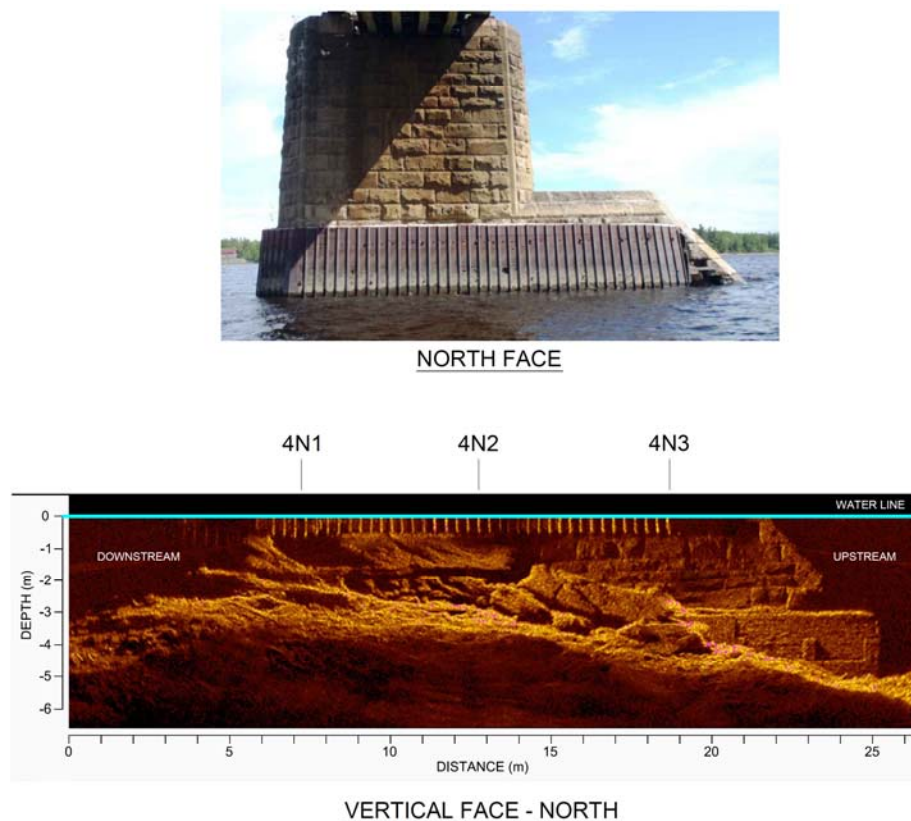 NORTH FACE
4N1 4N2 4N3
WATER LINE
0
-1
DOWNSTREAM UPSTREAM
-2
DEPTH (m)
-3
-4
-5
-6
0 5 10 15 20 25
DISTANCE (m)
VERTICAL FACE - NORTH